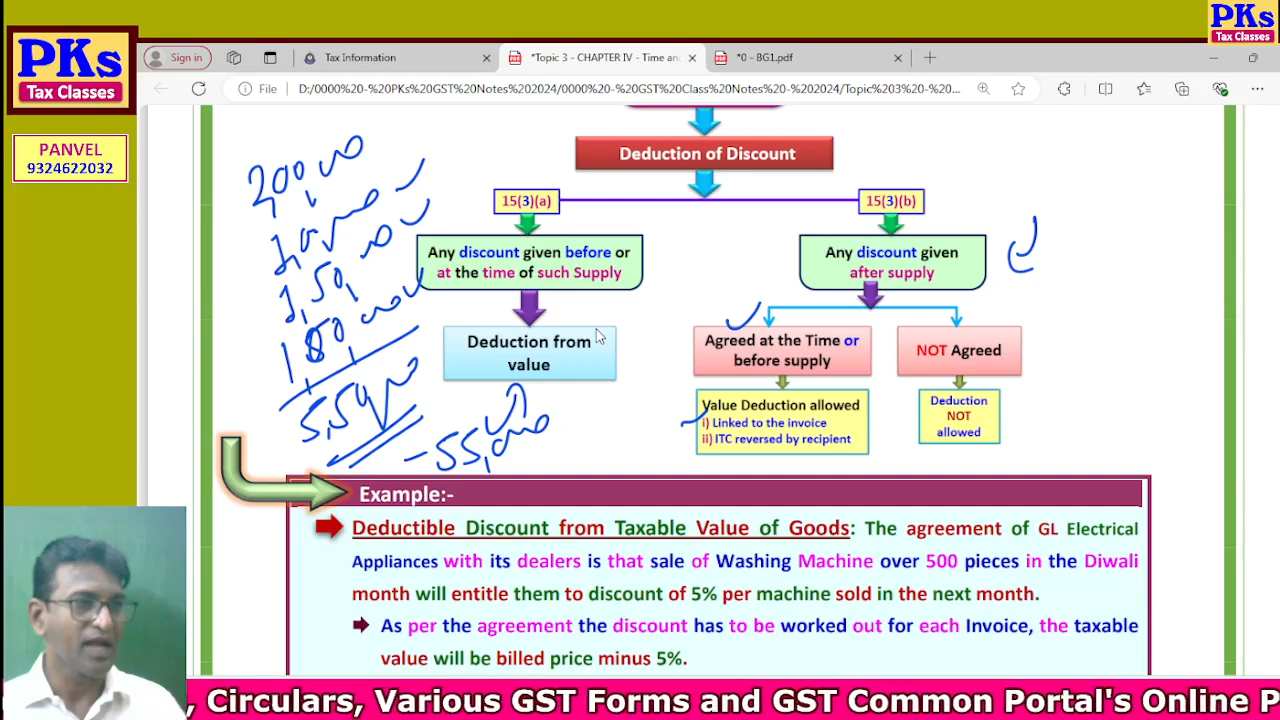 PKs
Tax Classes
PKs
Tax Classes
PANVEL
9324622032
Sign in
Tax Information
*Topic 3 - CHAPTER IV - Time an
*0 - BG1.pdf
File
D:/0000%20-%20PKs%20GST%20Notes%202024/0000%20-%20GST%20Class%20Notes%20-%202024/Topic%203%20-%20...
Deduction of Discount
15(3)(a)
15(3)(b)
Any discount given before or
at the time of such Supply
Any discount given
after supply
Deduction from
value
Agreed at the Time or
before supply
NOT Agreed
Value Deduction allowed
i) Linked to the invoice
ii) ITC reversed by recipient
Deduction
NOT
allowed
Example:-
Deductible Discount from Taxable Value of Goods: The agreement of GL Electrical
Appliances with its dealers is that sale of Washing Machine over 500 pieces in the Diwali
month will entitle them to discount of 5% per machine sold in the next month.
As per the agreement the discount has to be worked out for each Invoice, the taxable
value will be billed price minus 5%.
, Circulars, Various GST Forms and GST Common Portal's Online P